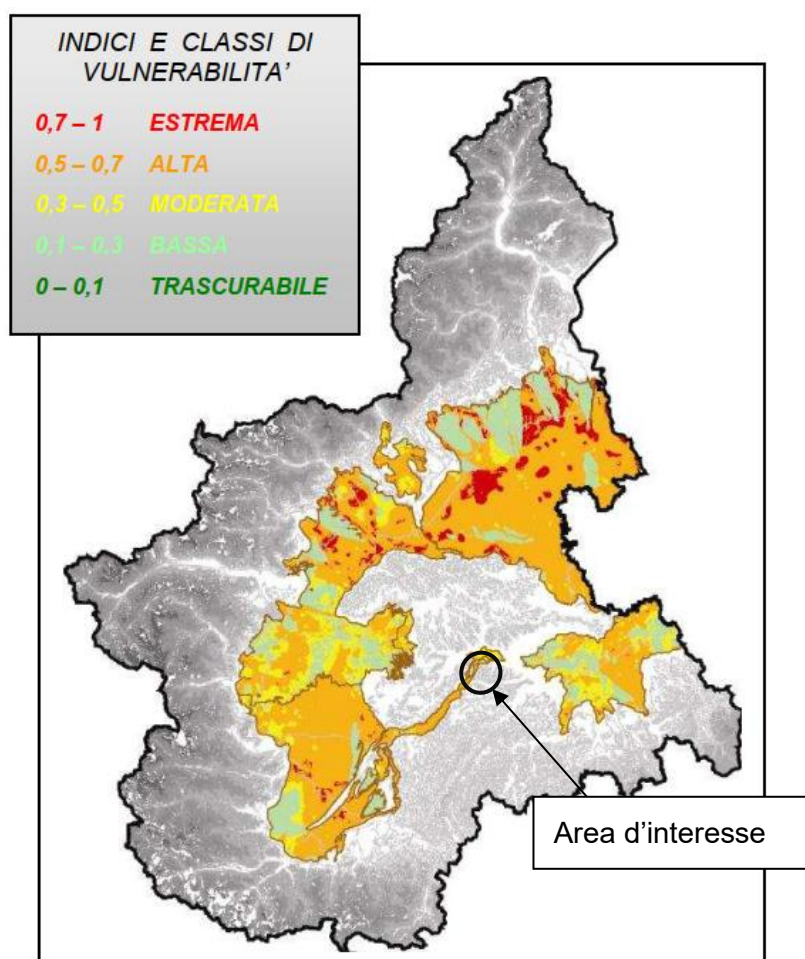 INDICI E CLASSI DI
VULNERABILITA'
0,7 – 1 ESTREMA
0,5 – 0,7 ALTA
0,3 – 0,5 MODERATA
0,1 – 0,3 BASSA
0 – 0,1 TRASCURABILE
Area d'interesse